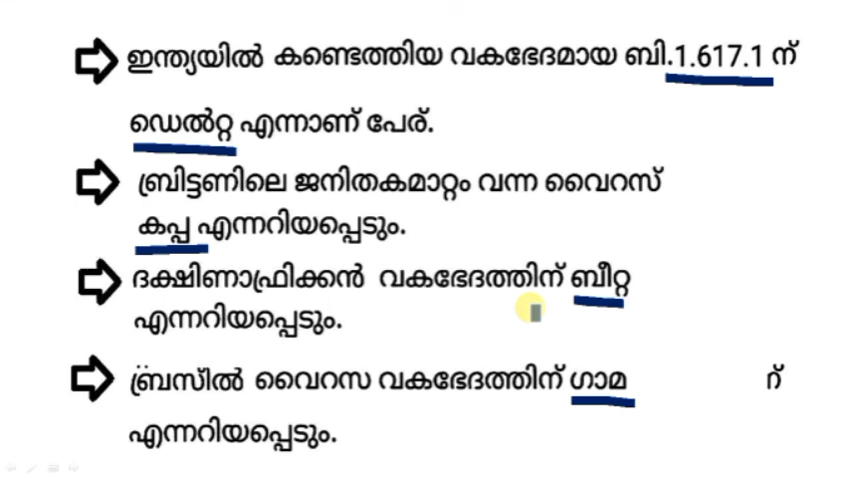 ഇന്ത്യയിൽ കണ്ടെത്തിയ വകഭേദമായ ബി.1.617.1 ന്
ഡെൽറ്റ എന്നാണ് പേര്.
ബ്രിട്ടണിലെ ജനിതകമാറ്റം വന്ന വൈറസ്
കപ്പ എന്നറിയപ്പെടും.
ദക്ഷിണാഫ്രിക്കൻ വകഭേദത്തിന് ബീറ്റ
എന്നറിയപ്പെടും.
ബ്രസീൽ വൈറസ വകഭേദത്തിന് ഗാമ റ്
എന്നറിയപ്പെടും.